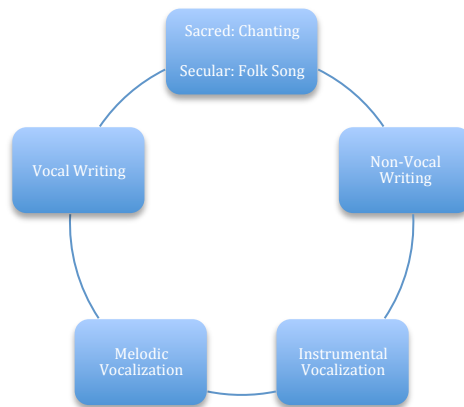 Sacred: Chanting
Secular: Folk Song
Vocal Writing
Non-Vocal
Writing
Melodic
Vocalization
Instrumental
Vocalization